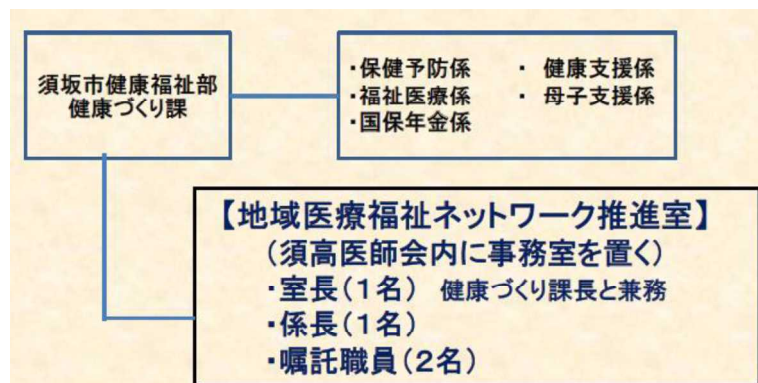 須坂市健康福祉部
健康づくり課
・保健予防係　・ 健康支援係
・福祉医療係　・ 母子支援係
・国保年金係
【地域医療福祉ネットワーク推進室】
（須高医師会内に事務室を置く）
・室長（１名） 健康づくり課長と兼務
・係長（１名）
・嘱託職員（２名）